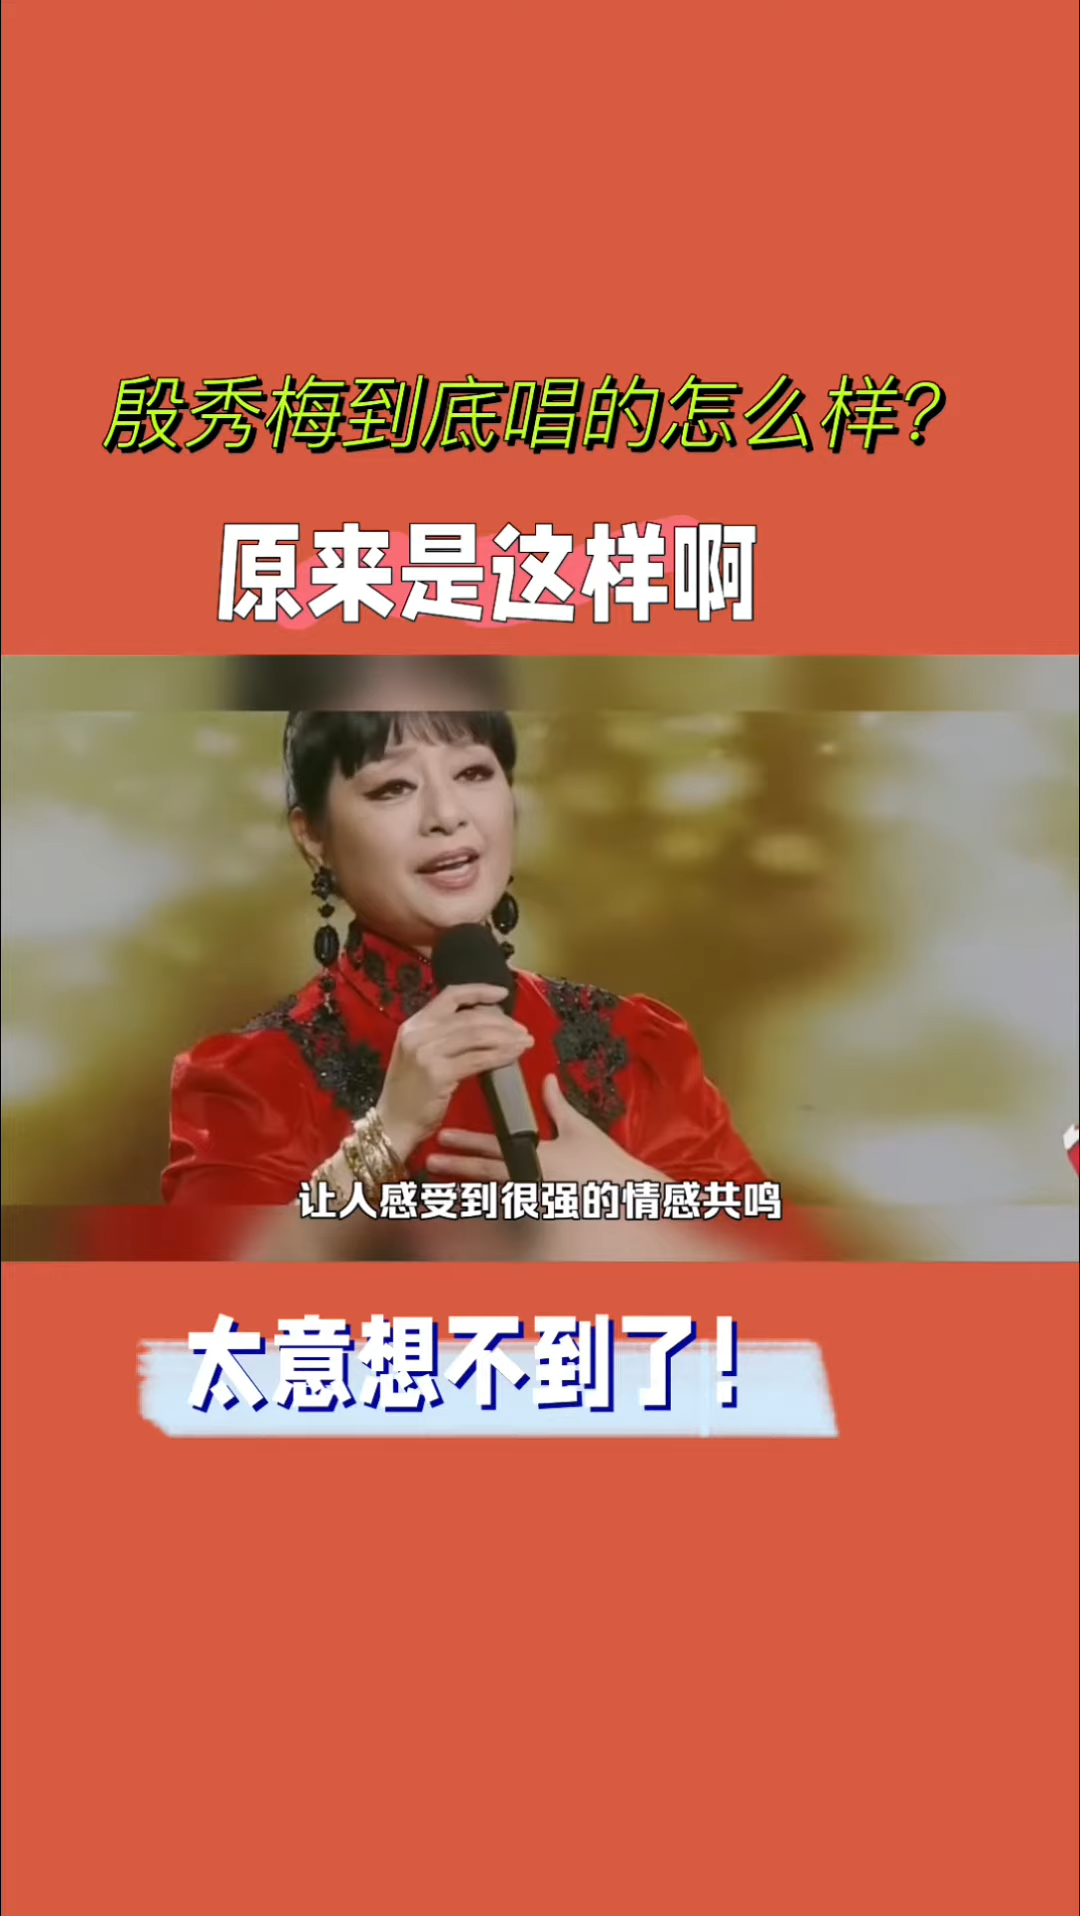 殷秀梅到底唱的怎么样？
原来是这样啊
让人感受到很强的情感共鸣
太意想不到了！